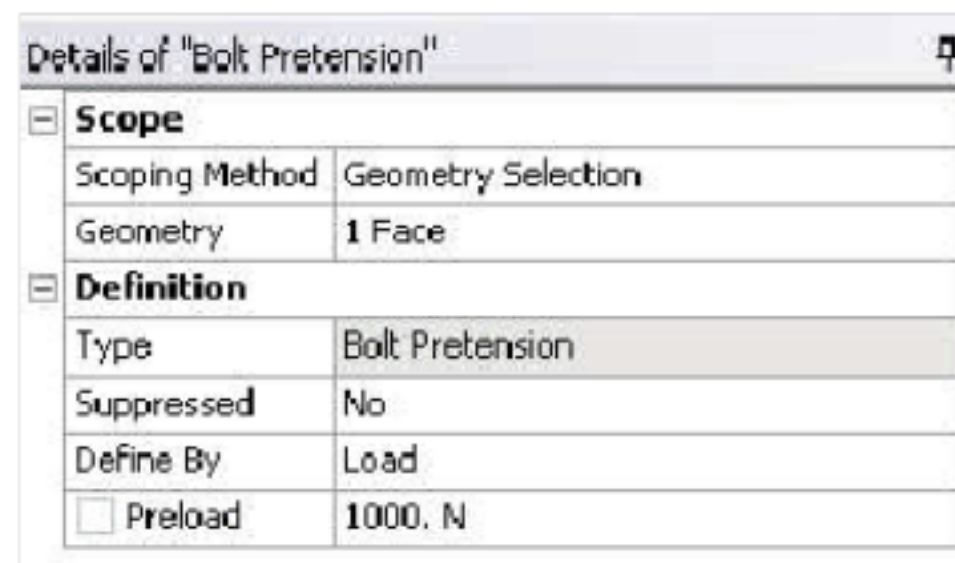 Details of "Bolt Pretension"
Scope
Scoping Method Geometry Selection
Geometry 1 Face
Definition
Type Bolt Pretension
Suppressed No
Define By Load
Preload 1000. N